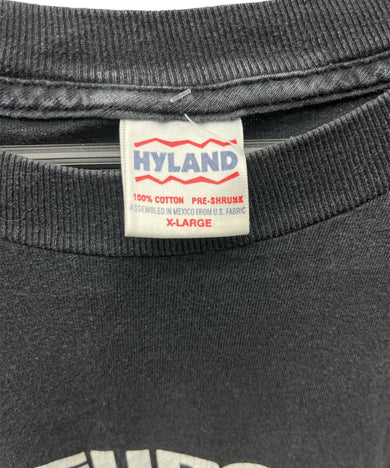 HYLAND
100% COTTON PRE-SHRUNK
ASSEMBLED IN MEXICO FROM U.S. FABRIC
X-LARGE